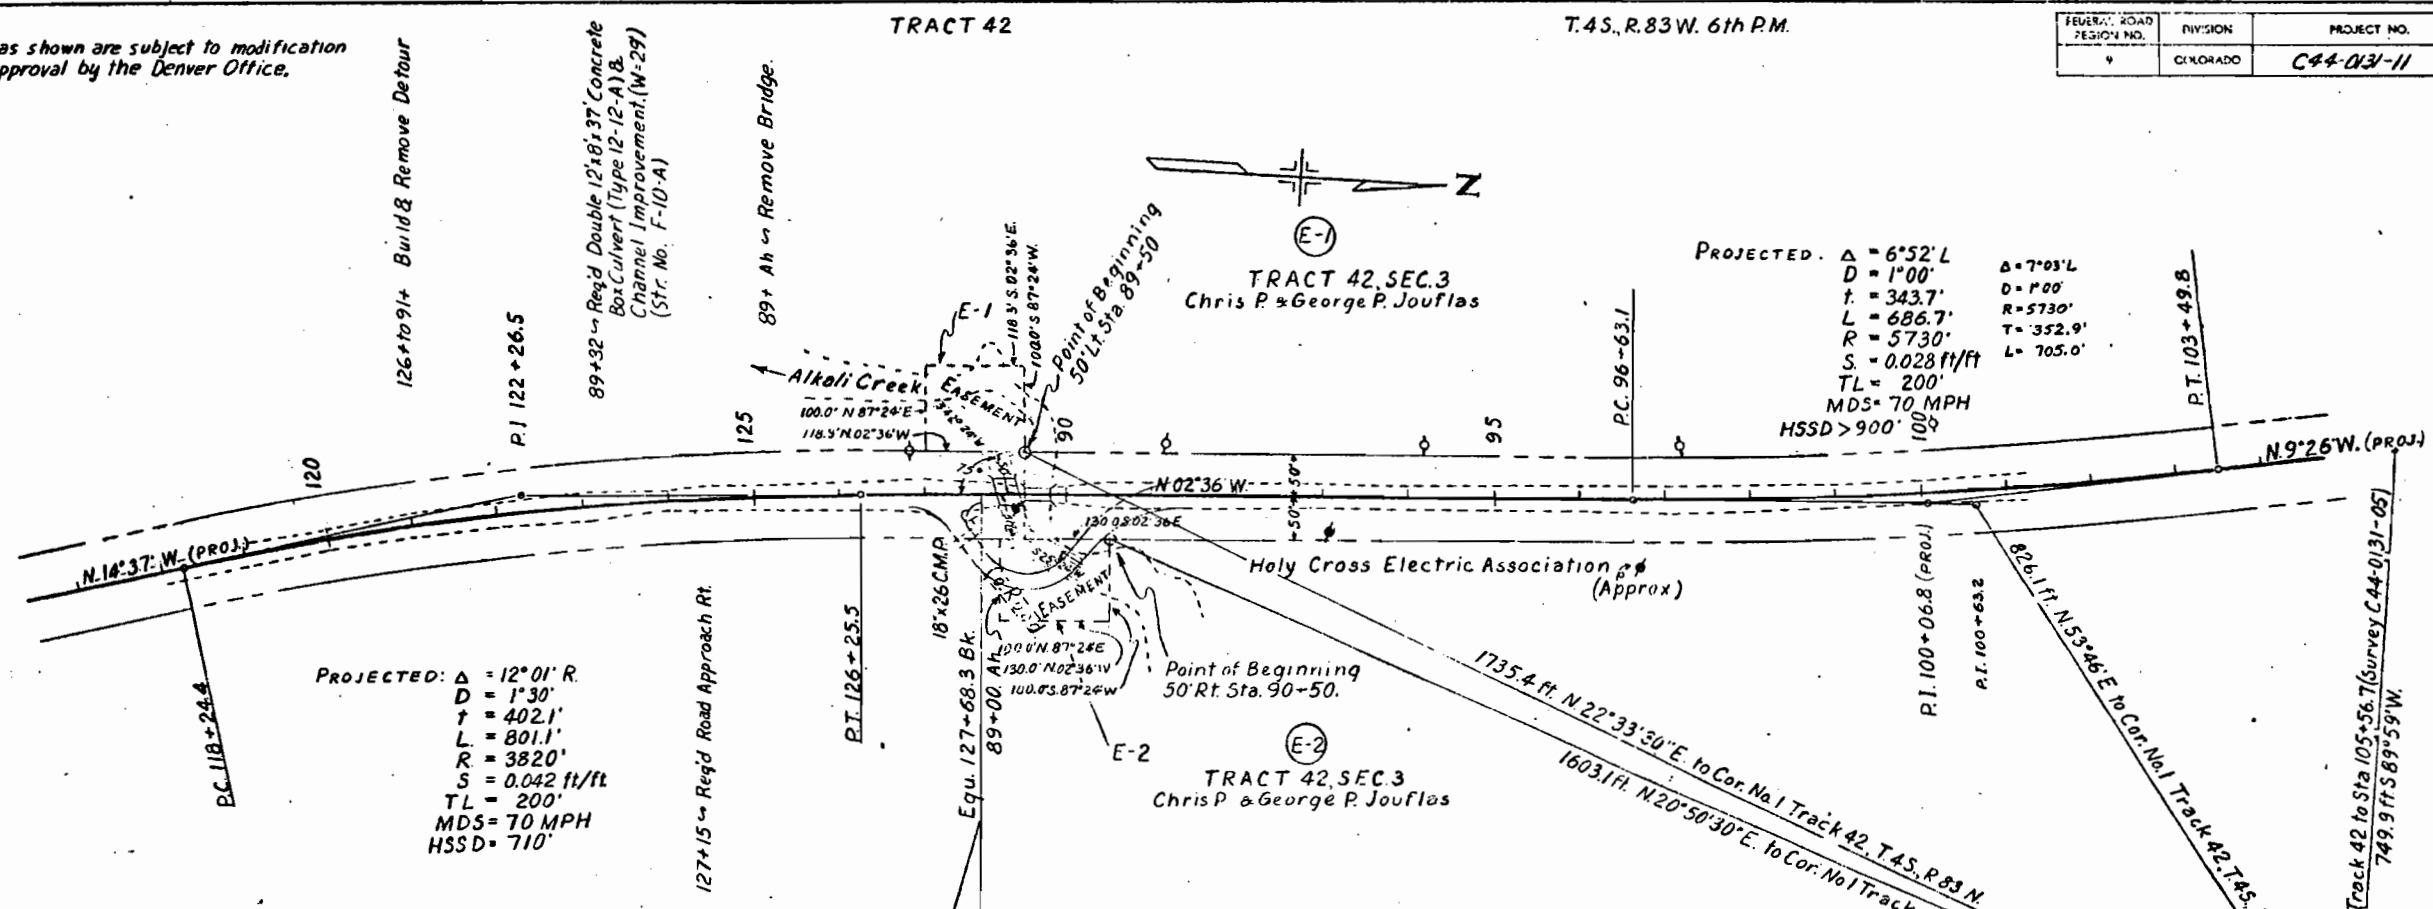 TRACT 42
T.4S., R.83W. 6th P.M.
FEDERAL ROAD
REGION NO.
DIVISION
PROJECT NO.
9
COLORADO
C44-0131-11
as shown are subject to modification
pproval by the Denver Office.
126+ to 91+ Build & Remove Detour
89+32 ~ Req'd Double 12'x8'x37' Concrete
Box Culvert (Type 12-12-A) &
Channel Improvement. (W=29')
(Str. No. F-10-A)
89+ Ah ~ Remove Bridge.
Z
E-1
TRACT 42, SEC. 3
Chris P. & George P. Jouflas
E-1
118.5' S.02°36'E.
100.0' S 87°24'W.
Point of Beginning
50' Lt. Sta. 89+50
PROJECTED. Δ = 6°52' L
D = 1°00'
t. = 343.7'
L = 686.7'
R = 5730'
S. = 0.028 ft/ft
TL = 200'
MDS = 70 MPH
HSSD > 900'
Δ = 7°03' L
D = 1°00'
R = 5730'
T = 352.9'
L = 705.0'
P.I 122+26.5
125
Alkali Creek
EASEMENT
100.0' N 87°24'E
118.5' N.02°36'W
90
95
P.C. 96+63.1
100
P.T. 103+49.8
120
75°
N 02°36' W.
50' 50'
N. 9°26' W. (PROJ.)
N. 14°37' W. (PROJ.)
130.0 S 02°36'E
Holy Cross Electric Association
(Approx)
EASEMENT
P.C. 118+24.4
PROJECTED: Δ = 12°01' R.
D = 1°30'
t = 402.1'
L. = 801.1'
R. = 3820'
S = 0.042 ft/ft
TL = 200'
MDS = 70 MPH
HSSD = 710'
127+15 ~ Req'd Road Approach Rt.
P.T. 126+25.5
18"x26' C.M.P.
Equ. 127+68.3 Bk.
89+00. Ah.
100.0' N. 87°24'E
130.0' N.02°36'W
100.0' S. 87°24'W
Point of Beginning
50' Rt. Sta. 90+50.
E-2
E-2
TRACT 42, SEC. 3
Chris P & George P. Jouflas
1735.4 ft. N.22°33'30"E. to Cor. No. 1 Track 42, T.4S., R 83 N.
1603.1 ft. N.20°50'30"E. to Cor. No 1 Track
P.I. 100+06.8 (PROJ.)
P.I. 100+63.2
826.1 ft. N.53°46'E to Cor. No.1 Track 42, T.4S.
Track 42 to Sta 105+56.7 (Survey C44-0131-05)
749.9 ft S 89°59'W.